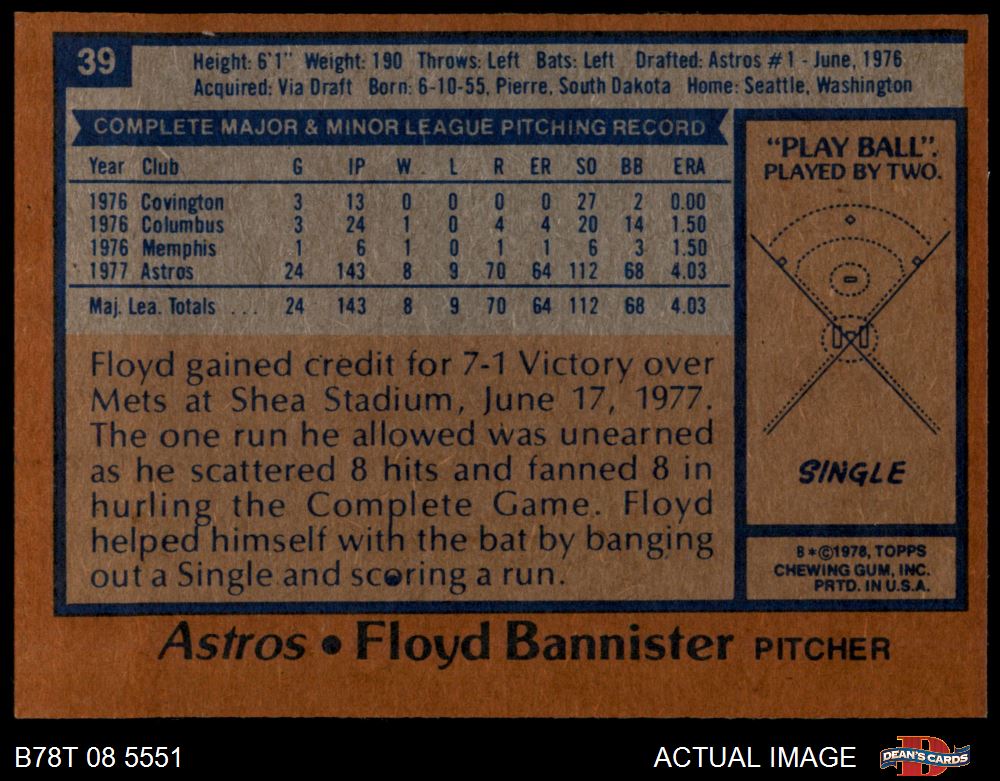 39
Height: 6'1" Weight: 190 Throws: Left Bats: Left Drafted: Astros #1 - June, 1976
Acquired: Via Draft Born: 6-10-55, Pierre, South Dakota Home: Seattle, Washington
COMPLETE MAJOR & MINOR LEAGUE PITCHING RECORD
Year Club G IP W L R ER SO BB ERA
1976 Covington 3 13 0 0 0 0 27 2 0.00
1976 Columbus 3 24 1 0 4 4 20 14 1.50
1976 Memphis 1 6 1 0 1 1 6 3 1.50
1977 Astros 24 143 8 9 70 64 112 68 4.03
Maj. Lea. Totals ... 24 143 8 9 70 64 112 68 4.03
Floyd gained credit for 7-1 Victory over
Mets at Shea Stadium, June 17, 1977.
The one run he allowed was unearned
as he scattered 8 hits and fanned 8 in
hurling the Complete Game. Floyd
helped himself with the bat by banging
out a Single and scoring a run.
"PLAY BALL".
PLAYED BY TWO.
SINGLE
B*©1978, TOPPS
CHEWING GUM, INC.
PRTD. IN U.S.A.
Astros • Floyd Bannister PITCHER
B78T 08 5551
ACTUAL IMAGE
DEAN'S CARDS